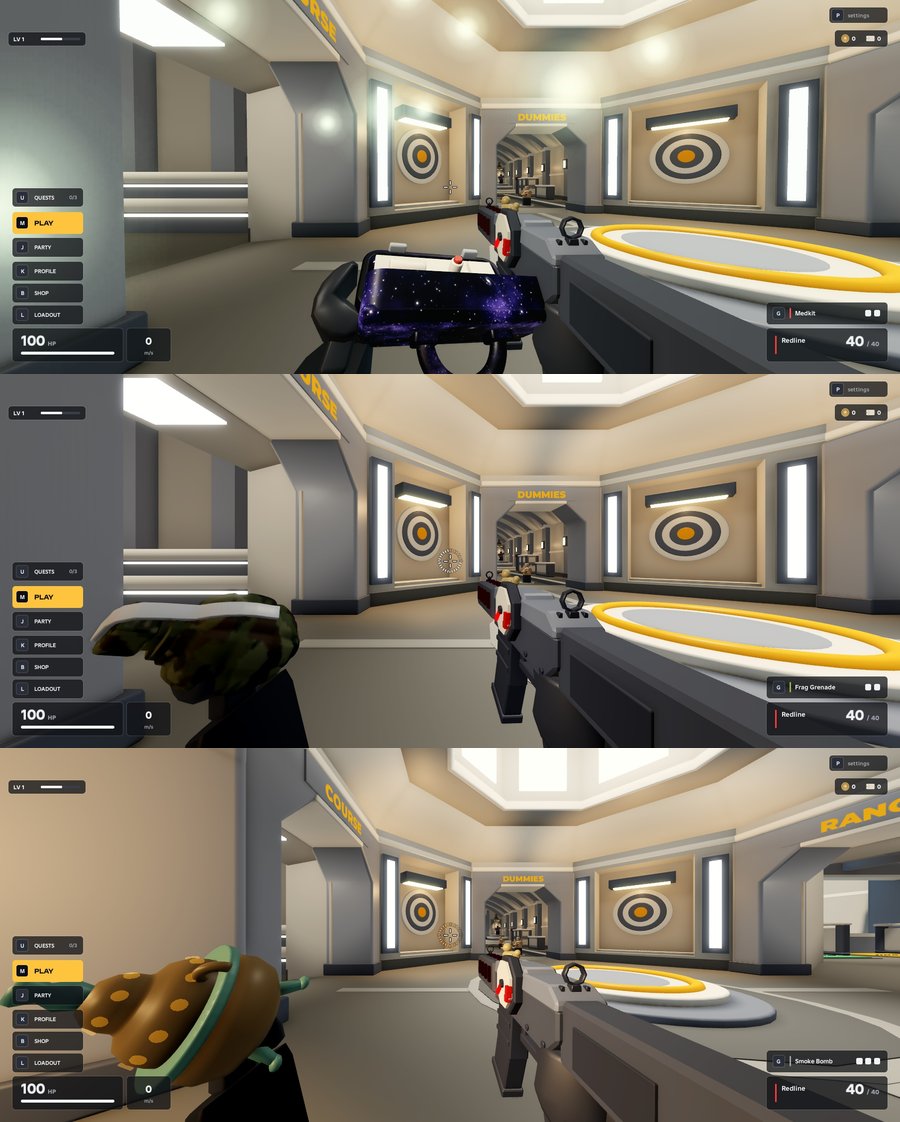 URSE
P settings
LV 1
0 0
DUMMIES
U QUESTS 0/3
M PLAY
J PARTY
K PROFILE
B SHOP
L LOADOUT
100 HP
0
m/s
G Medkit
Redline 40 / 40
URSE
P settings
LV 1
0 0
DUMMIES
U QUESTS 0/3
M PLAY
J PARTY
K PROFILE
B SHOP
L LOADOUT
100 HP
0
m/s
G Frag Grenade
Redline 40 / 40
P settings
LV 1
0 0
COURSE
RANG
DUMMIES
U QUESTS 0/3
M PLAY
J PARTY
K PROFILE
B SHOP
L LOADOUT
100 HP
0
m/s
G Smoke Bomb
Redline 40 / 40